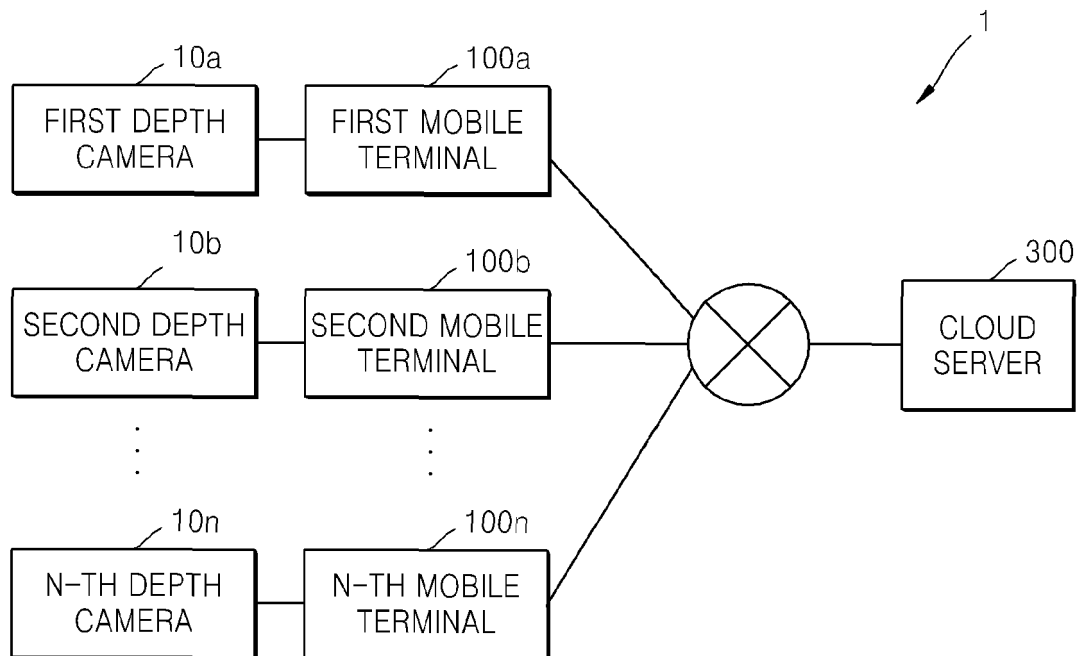 1
10a
100a
FIRST DEPTH
CAMERA
FIRST MOBILE
TERMINAL
10b
100b
300
SECOND DEPTH
CAMERA
SECOND MOBILE
TERMINAL
CLOUD
SERVER
10n
100n
N-TH DEPTH
CAMERA
N-TH MOBILE
TERMINAL